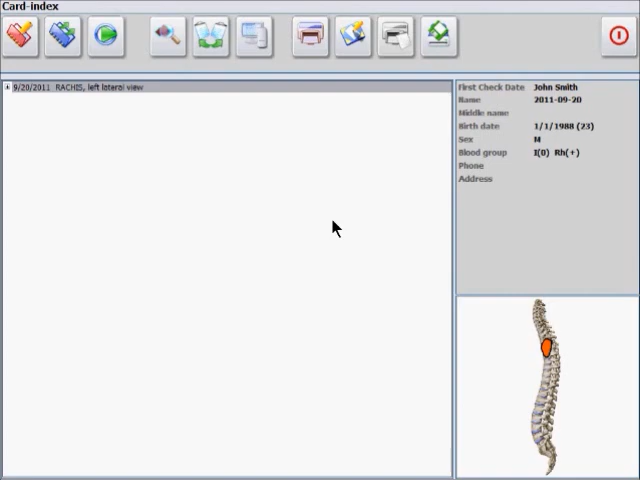 Card-index
9/20/2011 RACHIS, left lateral view
First Check Date John Smith
Name 2011-09-20
Middle name
Birth date 1/1/1988 (23)
Sex M
Blood group I(0) Rh(+)
Phone
Address